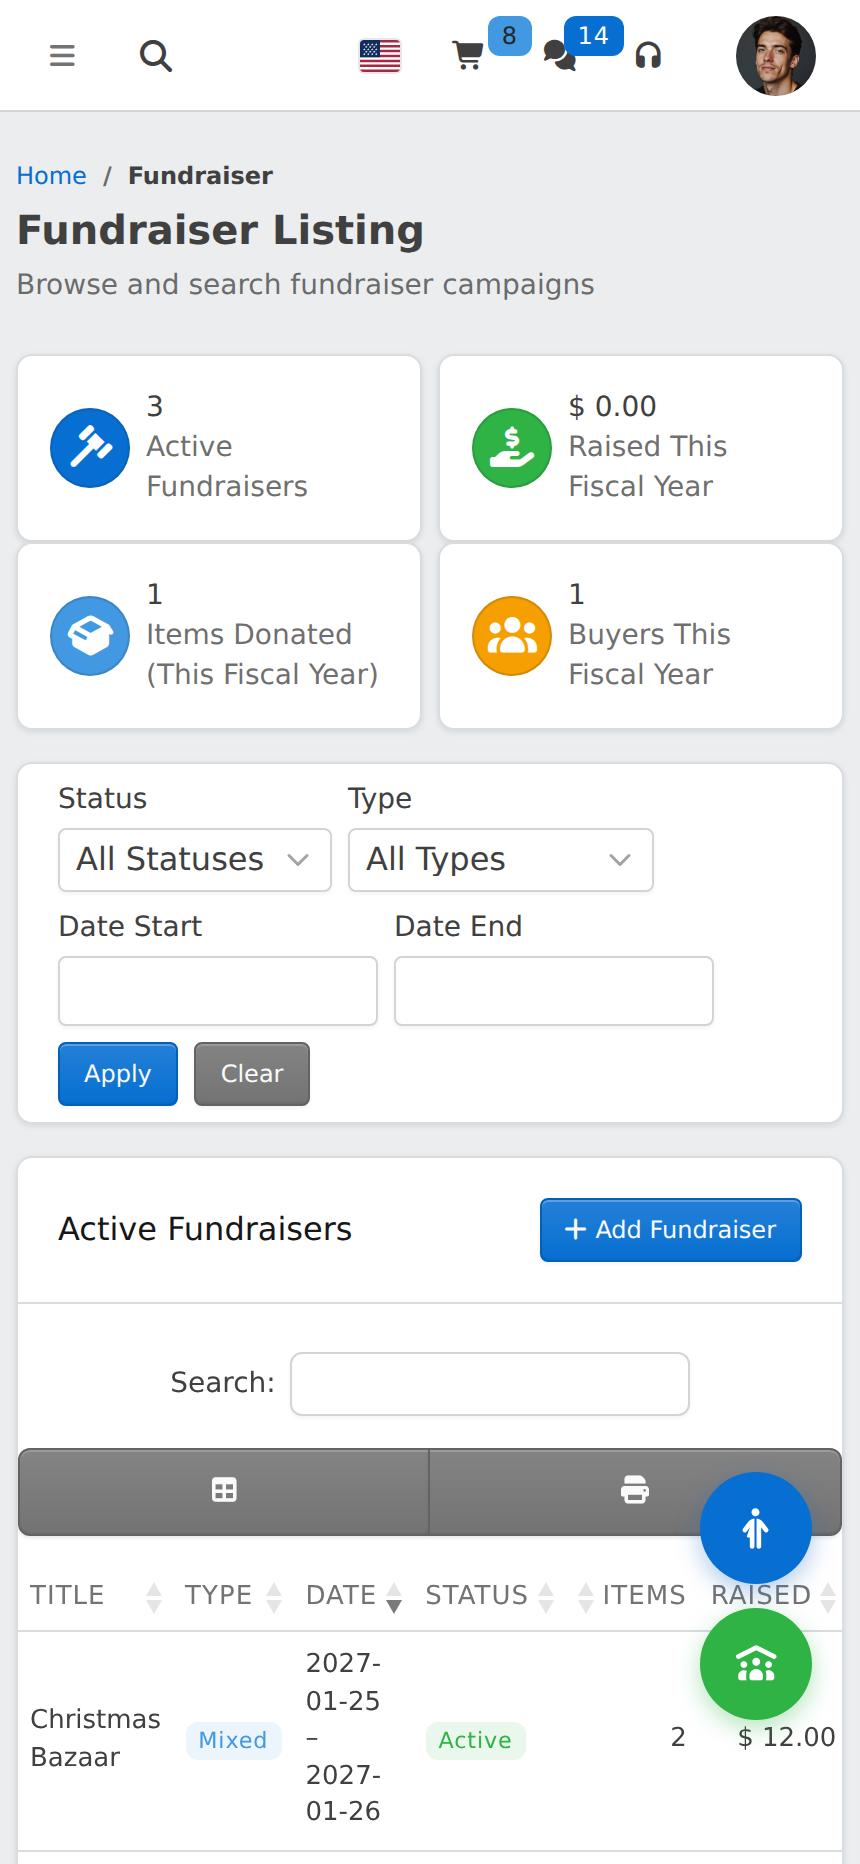 8
14
Home / Fundraiser
Fundraiser Listing
Browse and search fundraiser campaigns
3
Active
Fundraisers
$ 0.00
Raised This
Fiscal Year
1
Items Donated
(This Fiscal Year)
1
Buyers This
Fiscal Year
Status
Type
All Statuses
All Types
Date Start
Date End
Apply
Clear
Active Fundraisers
Add Fundraiser
Search:
TITLE TYPE DATE STATUS ITEMS RAISED
Christmas
Bazaar
Mixed
2027-
01-25
–
2027-
01-26
Active
2
$ 12.00